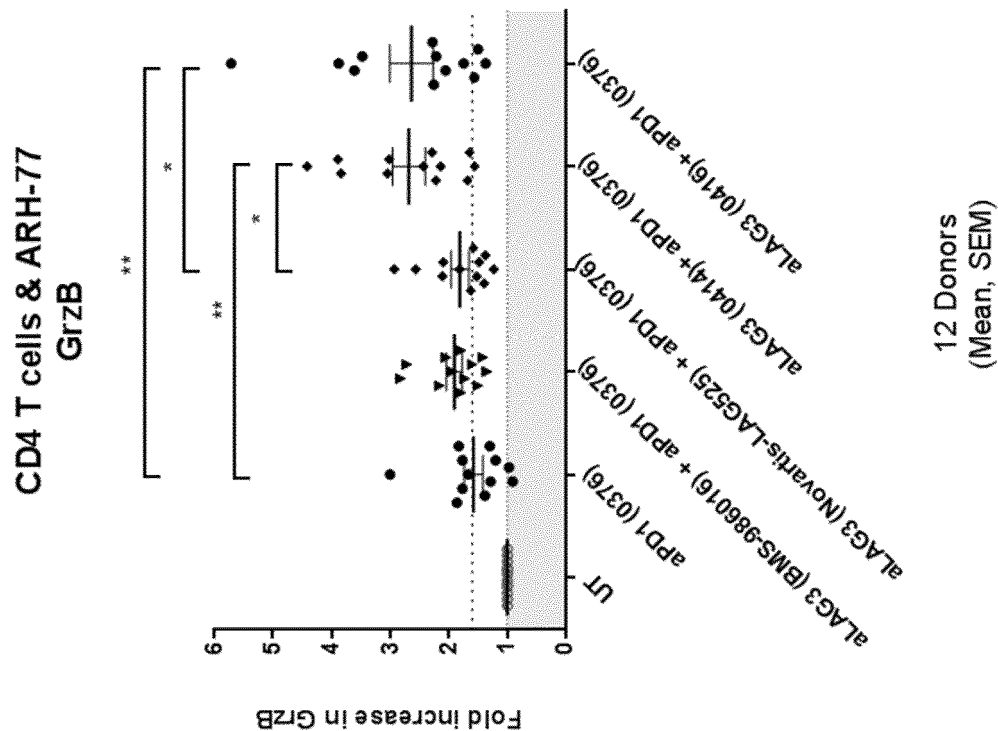 CD4 T cells & ARH-77
GrzB
**
*
**
*
Fold increase in GrzB
6
5
4
3
2
1
0
UT
aPD1 (0376)
aLAG3 (BMS-986016) + aPD1 (0376)
aLAG3 (Novartis-LAG525) + aPD1 (0376)
aLAG3 (0414)+ aPD1 (0376)
aLAG3 (0416)+ aPD1 (0376)
12 Donors
(Mean, SEM)